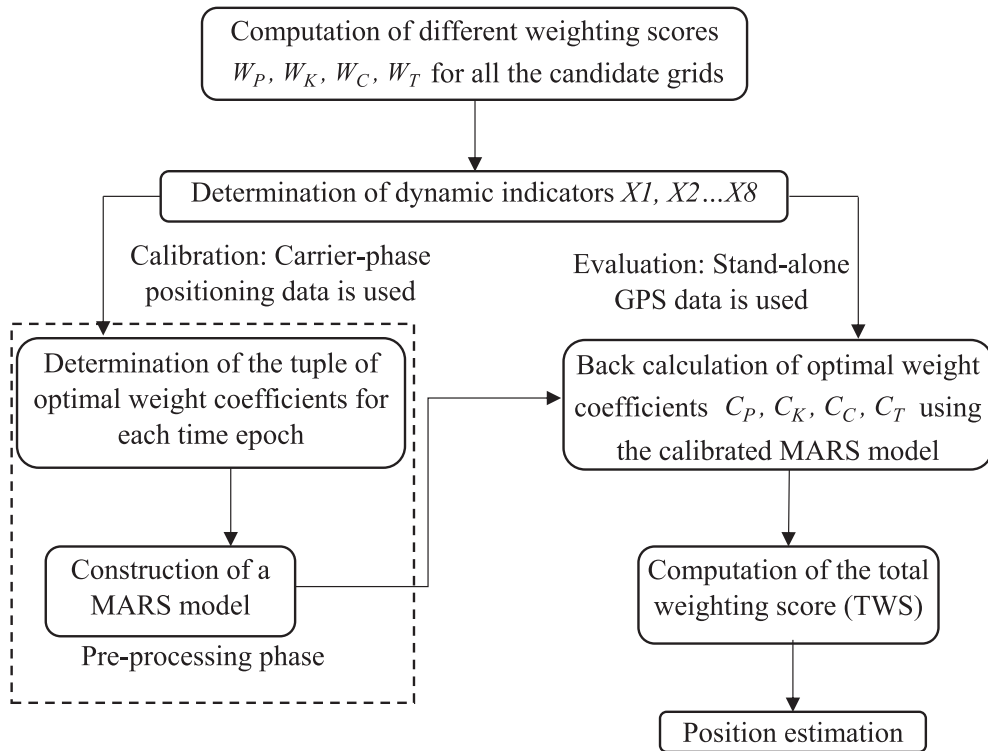 Computation of different weighting scores
W_P, W_K, W_C, W_T for all the candidate grids
Determination of dynamic indicators X1, X2...X8
Calibration: Carrier-phase
positioning data is used
Evaluation: Stand-alone
GPS data is used
Determination of the tuple of
optimal weight coefficients for
each time epoch
Back calculation of optimal weight
coefficients C_P, C_K, C_C, C_T using
the calibrated MARS model
Construction of a
MARS model
Pre-processing phase
Computation of the total
weighting score (TWS)
Position estimation